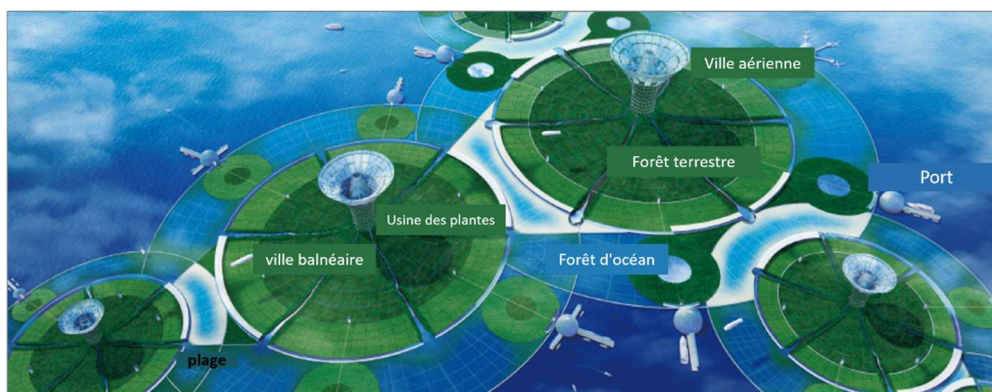 Ville aérienne
Forêt terrestre
Port
Usine des plantes
ville balnéaire
Forêt d'océan
plage